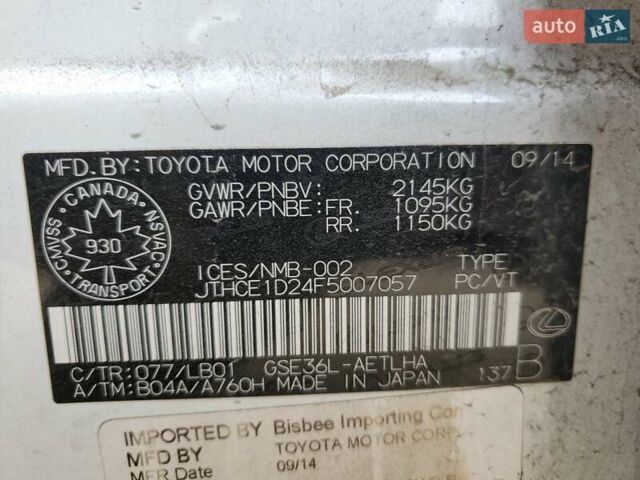 auto RIA
.com
MFD.BY: TOYOTA MOTOR CORPORATION 09/14
GVWR/PNBV: 2145KG
GAWR/PNBE: FR. 1095KG
RR. 1150KG
CANADA
CMVSS NSVAC
930
TRANSPORT
ICES/NMB-002 TYPE
JTHCE1D24F5007057 PC/VT
C/TR: 077/LB01 GSE36L-AETLHA
A/TM: B04A/A760H MADE IN JAPAN 137 B
IMPORTED BY Bisbee Importing
MFD BY TOYOTA MOTOR CORP
MFR Date
09/14